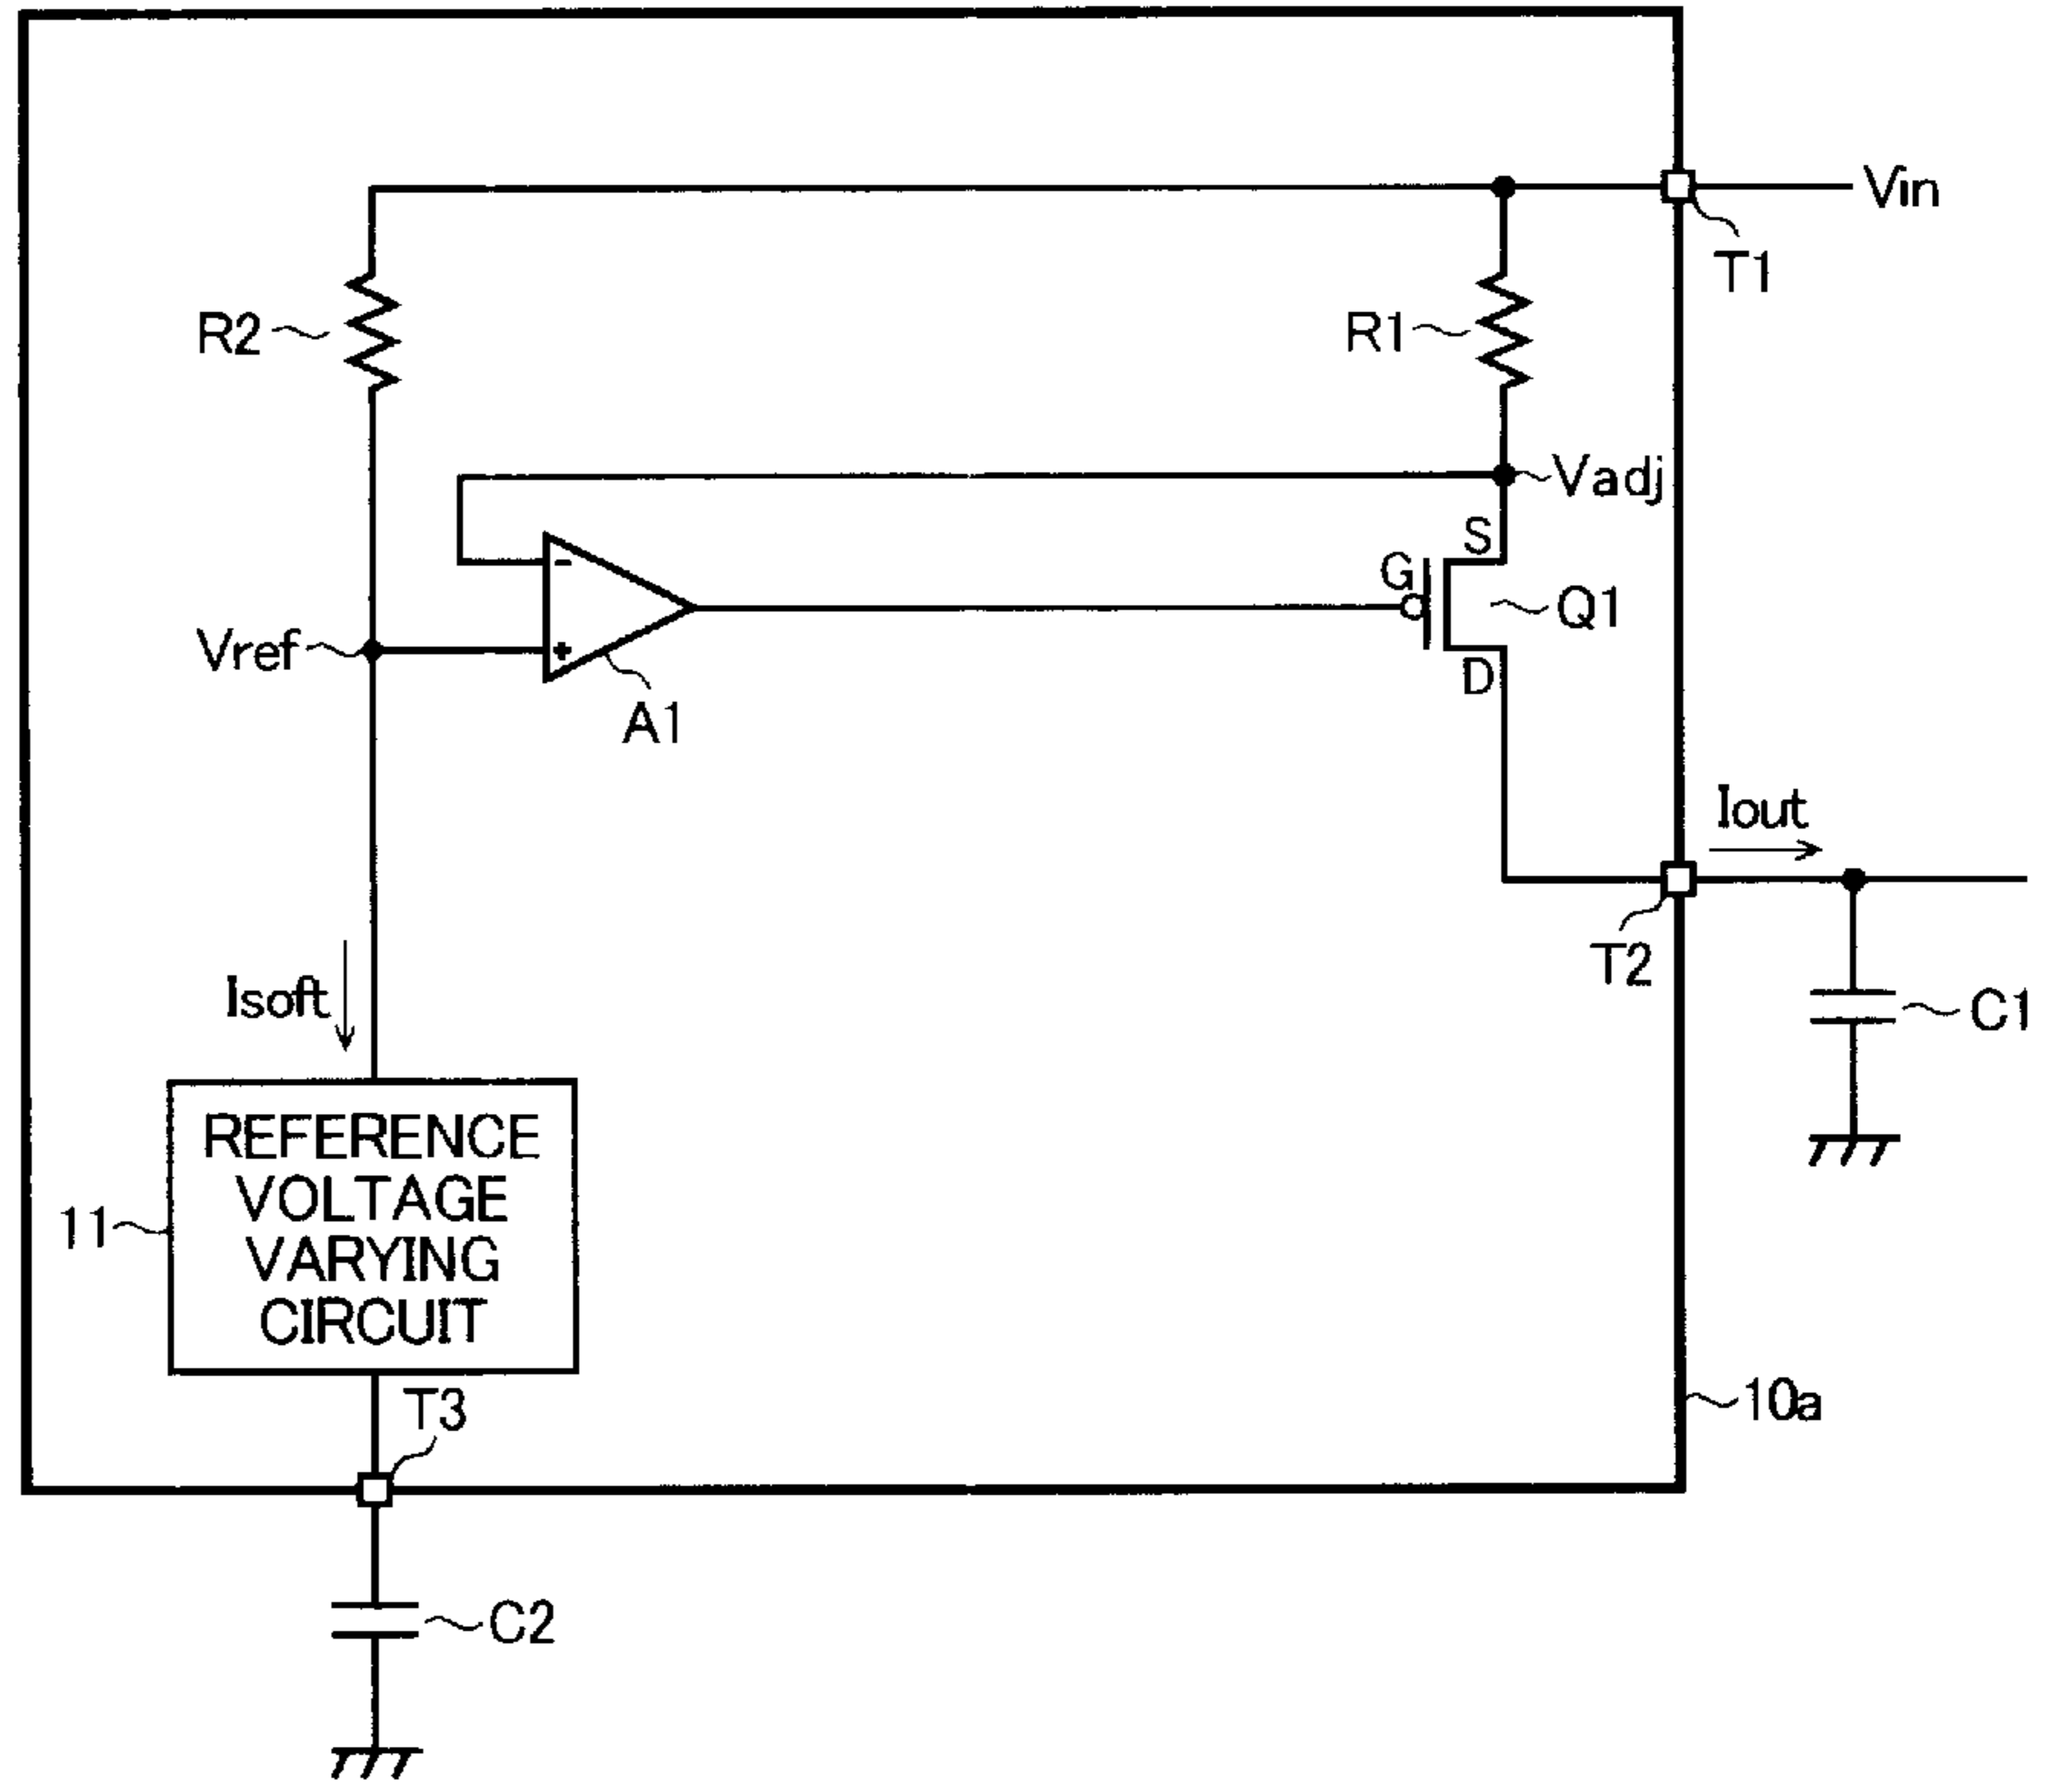 Vin
T1
R2
R1
Vadj
S
G
Q1
-
Vref
+
D
A1
Iout
T2
Isoft
C1
REFERENCE
VOLTAGE
VARYING
CIRCUIT
11
T3
10a
C2